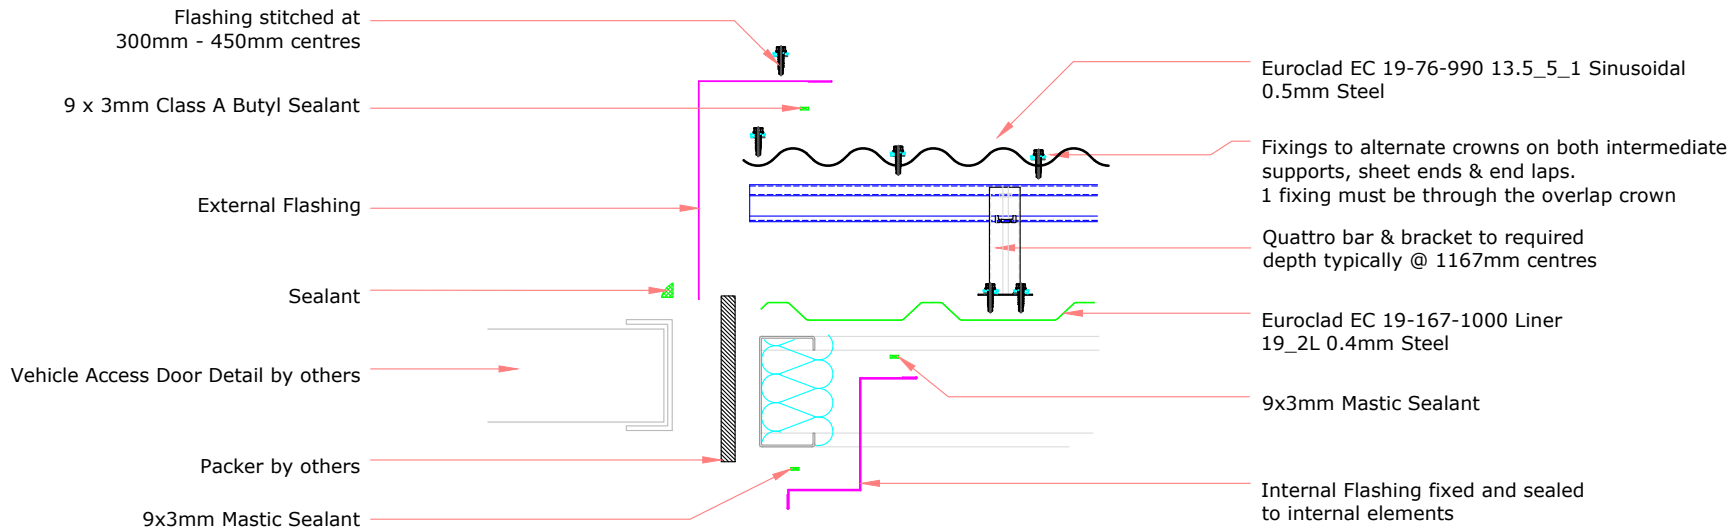 Flashing stitched at
300mm - 450mm centres
9 x 3mm Class A Butyl Sealant
External Flashing
Sealant
Vehicle Access Door Detail by others
Packer by others
9x3mm Mastic Sealant
Euroclad EC 19-76-990 13.5_5_1 Sinusoidal
0.5mm Steel
Fixings to alternate crowns on both intermediate
supports, sheet ends & end laps.
1 fixing must be through the overlap crown
Quattro bar & bracket to required
depth typically @ 1167mm centres
Euroclad EC 19-167-1000 Liner
19_2L 0.4mm Steel
9x3mm Mastic Sealant
Internal Flashing fixed and sealed
to internal elements